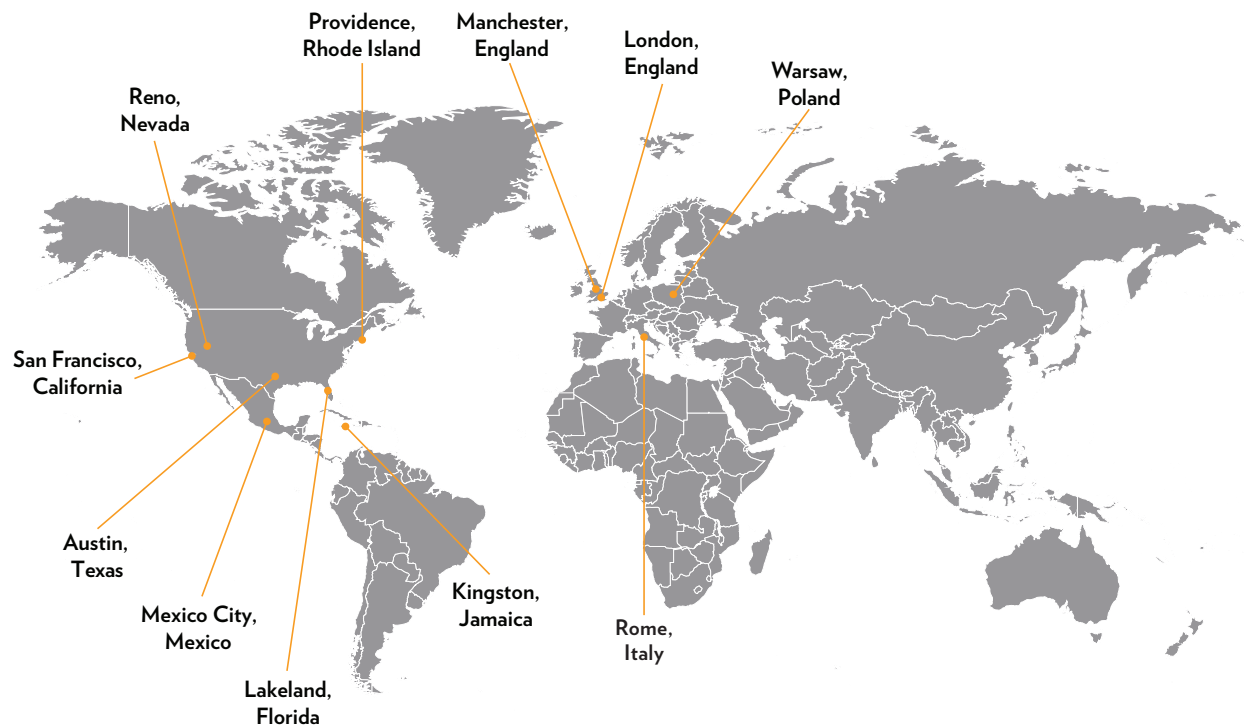 Providence,
Rhode Island
Manchester,
England
London,
England
Warsaw,
Poland
Reno,
Nevada
San Francisco,
California
Austin,
Texas
Mexico City,
Mexico
Lakeland,
Florida
Kingston,
Jamaica
Rome,
Italy